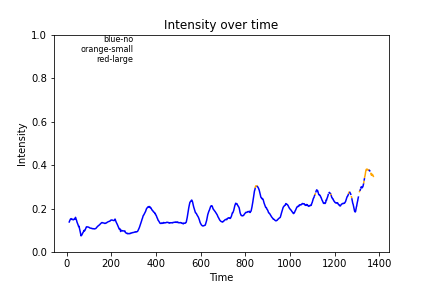 Intensity over time
blue-no
orange-small
red-large
1.0
0.8
0.6
0.4
0.2
0.0
Intensity
0 200 400 600 800 1000 1200 1400
Time